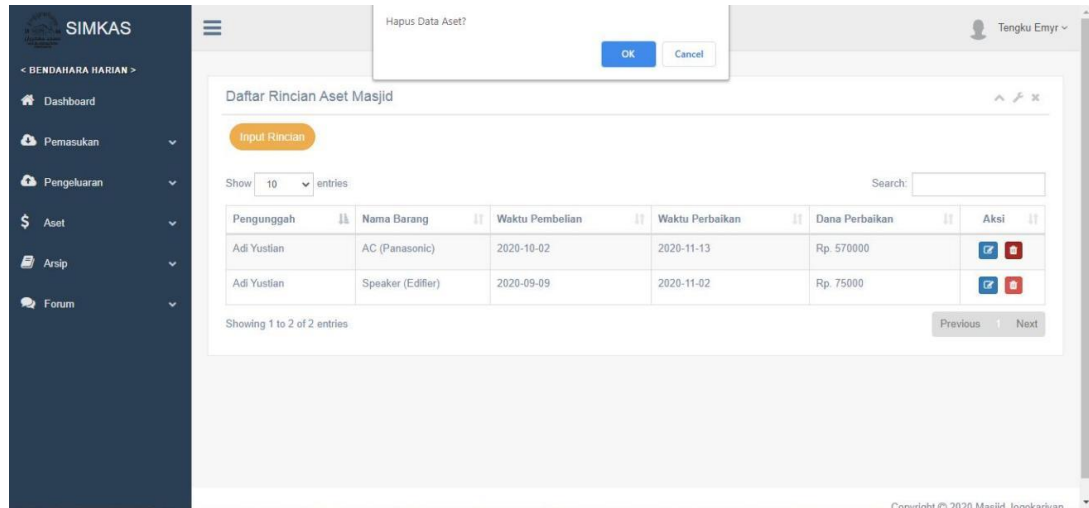 SIMKAS
Hapus Data Aset?
OK Cancel
Tengku Emyr
< BENDAHARA HARIAN >
Dashboard
Pemasukan
Pengeluaran
Aset
Arsip
Forum
Daftar Rincian Aset Masjid
Input Rincian
Show 10 entries
Search:
Pengunggah Nama Barang Waktu Pembelian Waktu Perbaikan Dana Perbaikan Aksi
Adi Yustian AC (Panasonic) 2020-10-02 2020-11-13 Rp. 570000
Adi Yustian Speaker (Edifier) 2020-09-09 2020-11-02 Rp. 75000
Showing 1 to 2 of 2 entries
Previous 1 Next
Copyright © 2020 Masjid Jogokariyan